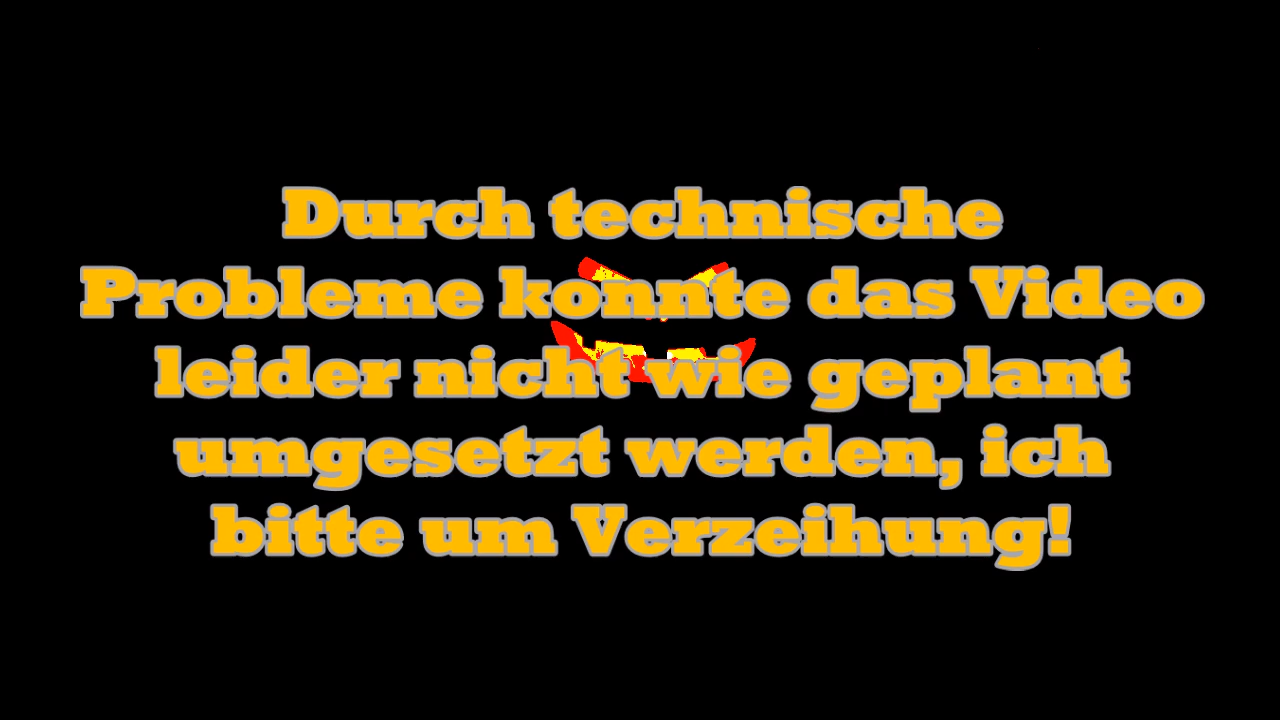 Durch technische
Probleme konnte das Video
leider nicht wie geplant
umgesetzt werden, ich
bitte um Verzeihung!